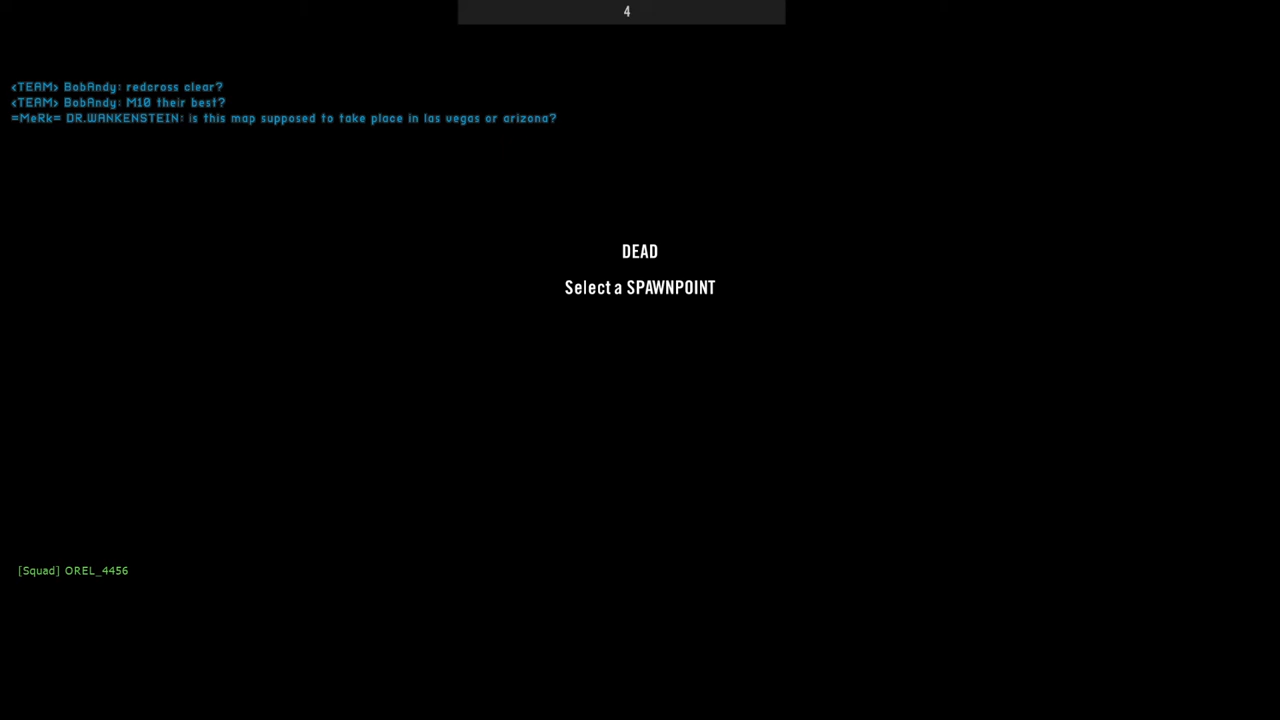 4
<TEAM> BobAndy: redcross clear?
<TEAM> BobAndy: M10 their best?
=MeRk= DR.WANKENSTEIN: is this map supposed to take place in las vegas or arizona?
DEAD
Select a SPAWNPOINT
[Squad] OREL_4456